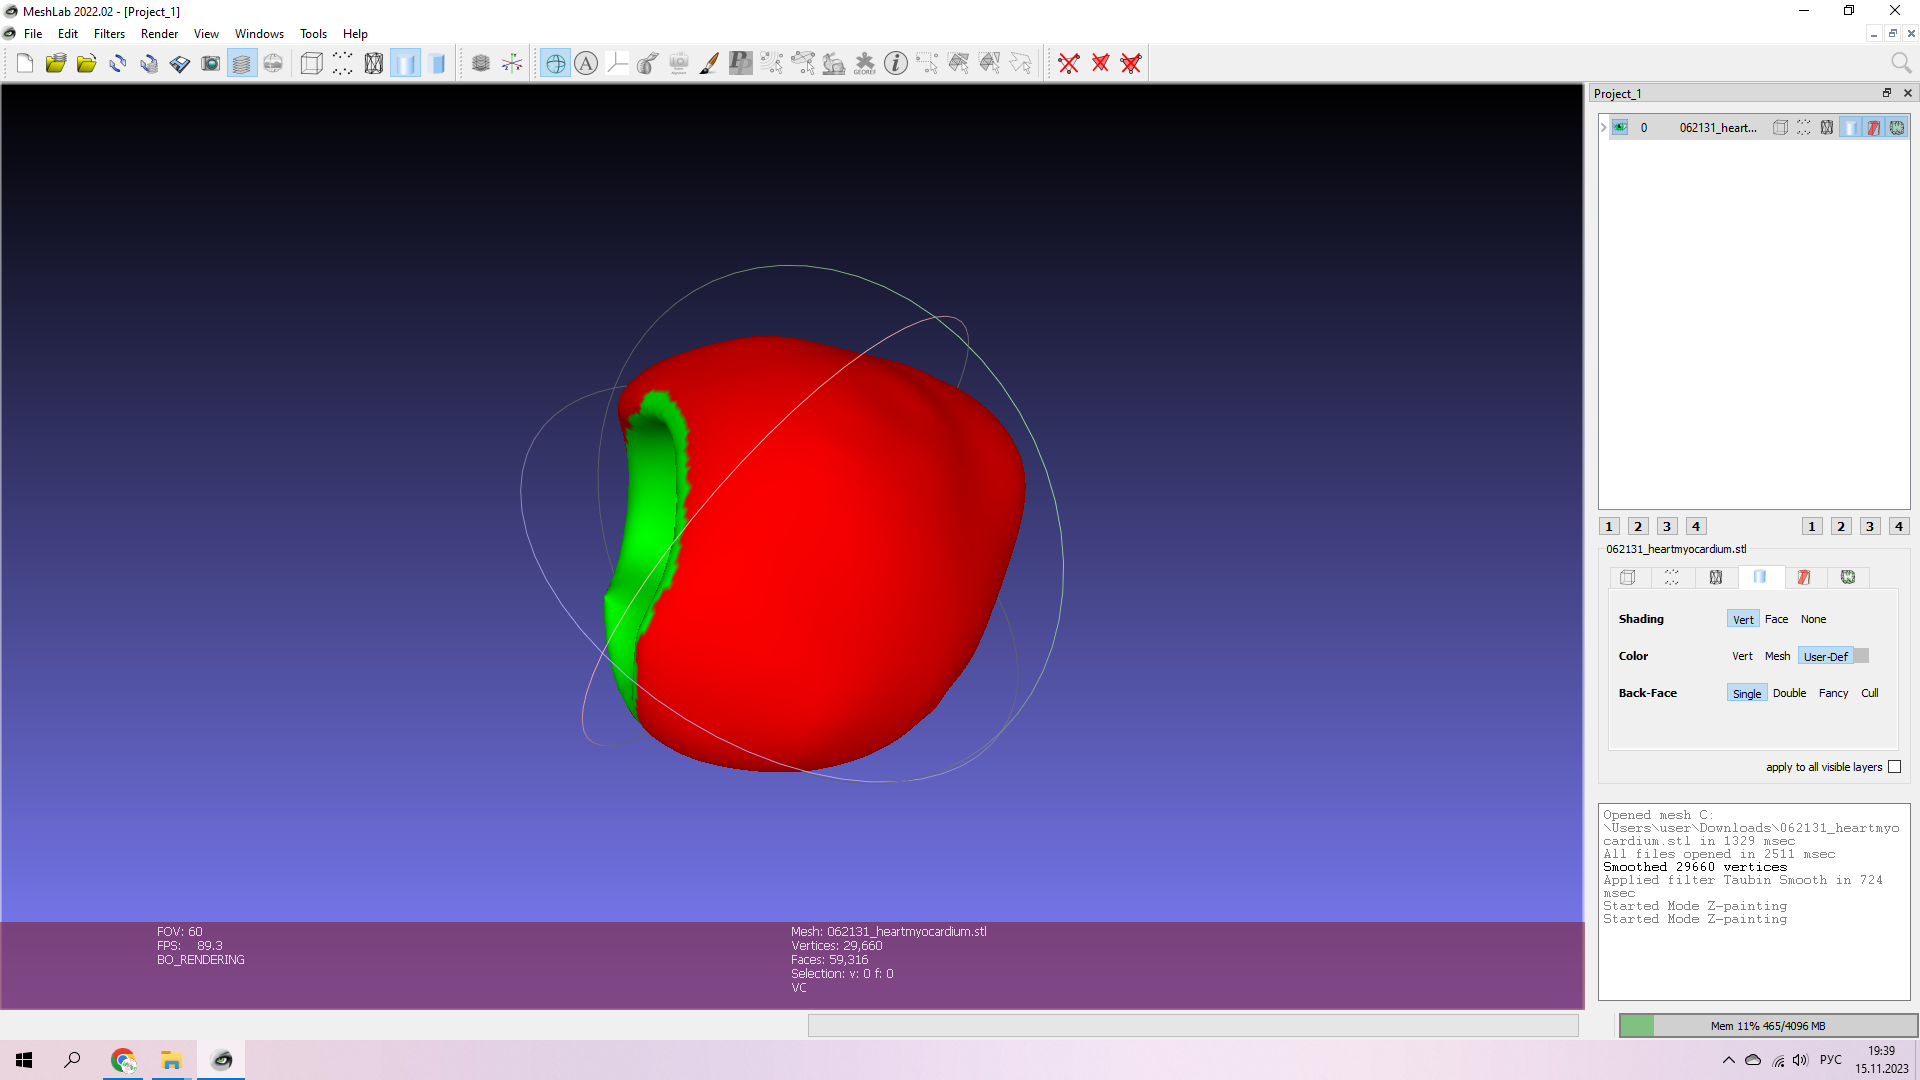 MeshLab 2022.02 - [Project_1]
File Edit Filters Render View Windows Tools Help
Project_1
0 062131_heart...
1 2 3 4 1 2 3 4
062131_heartmyocardium.stl
Shading Vert Face None
Color Vert Mesh User-Def
Back-Face Single Double Fancy Cull
apply to all visible layers
Opened mesh C:
\Users\user\Downloads\062131_heartmyo
cardium.stl in 1329 msec
All files opened in 2511 msec
Smoothed 29660 vertices
Applied filter Taubin Smooth in 724
msec
Started Mode Z-painting
Started Mode Z-painting
FOV: 60
FPS: 89.3
BO_RENDERING
Mesh: 062131_heartmyocardium.stl
Vertices: 29,660
Faces: 59,316
Selection: v: 0 f: 0
VC
Mem 11% 465/4096 MB
РУС
19:39
15.11.2023